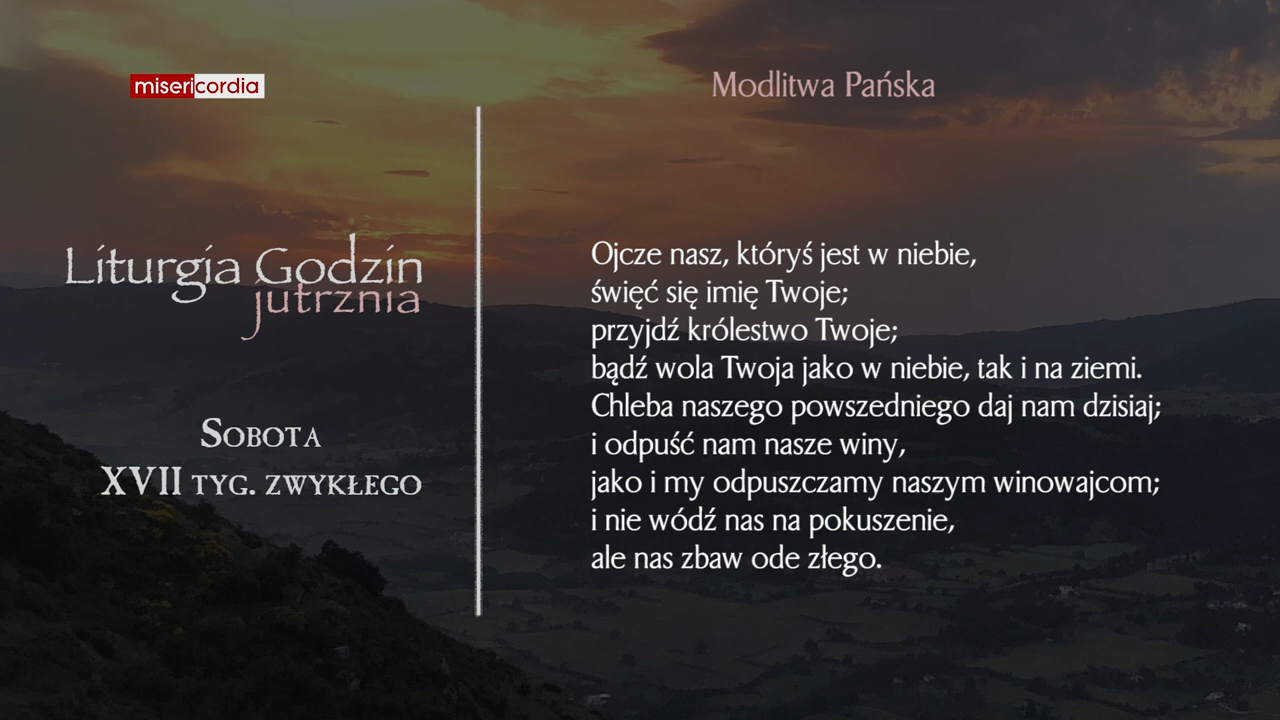 misericordia
Liturgia Godzin
jutrznia
Sobota
XVII tyg. zwykłego
Modlitwa Pańska
Ojcze nasz, któryś jest w niebie,
święć się imię Twoje;
przyjdź królestwo Twoje;
bądź wola Twoja jako w niebie, tak i na ziemi.
Chleba naszego powszedniego daj nam dzisiaj;
i odpuść nam nasze winy,
jako i my odpuszczamy naszym winowajcom;
i nie wódź nas na pokuszenie,
ale nas zbaw ode złego.